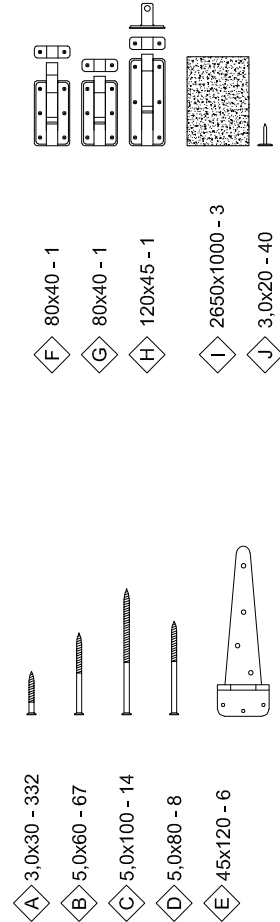 A 3,0x30 - 332
B 5,0x60 - 67
C 5,0x100 - 14
D 5,0x80 - 8
E 45x120 - 6
F 80x40 - 1
G 80x40 - 1
H 120x45 - 1
I 2650x1000 - 3
J 3,0x20 - 40